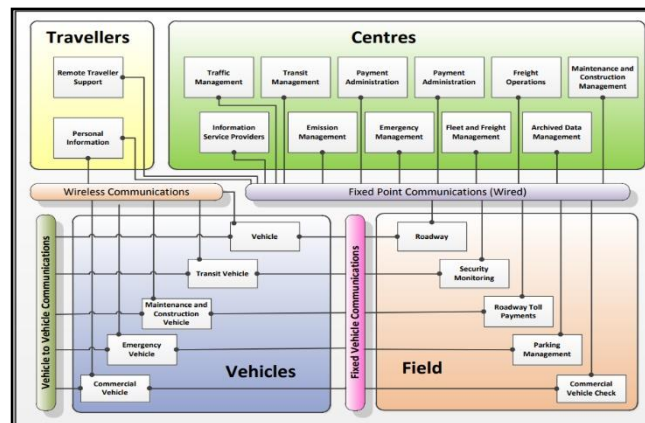 Travellers
Remote Traveller
Support
Personal
Information
Centres
Traffic
Management
Transit
Management
Payment
Administration
Payment
Administration
Freight
Operations
Maintenance and
Construction
Management
Information
Service Providers
Emission
Management
Emergency
Management
Fleet and Freight
Management
Archived Data
Management
Wireless Communications
Fixed Point Communications (Wired)
Vehicle to Vehicle Communications
Vehicle
Transit Vehicle
Maintenance and
Construction
Vehicle
Emergency
Vehicle
Commercial
Vehicle
Vehicles
Fixed Vehicle Communications
Roadway
Security
Monitoring
Roadway Toll
Payments
Parking
Management
Commercial
Vehicle Check
Field